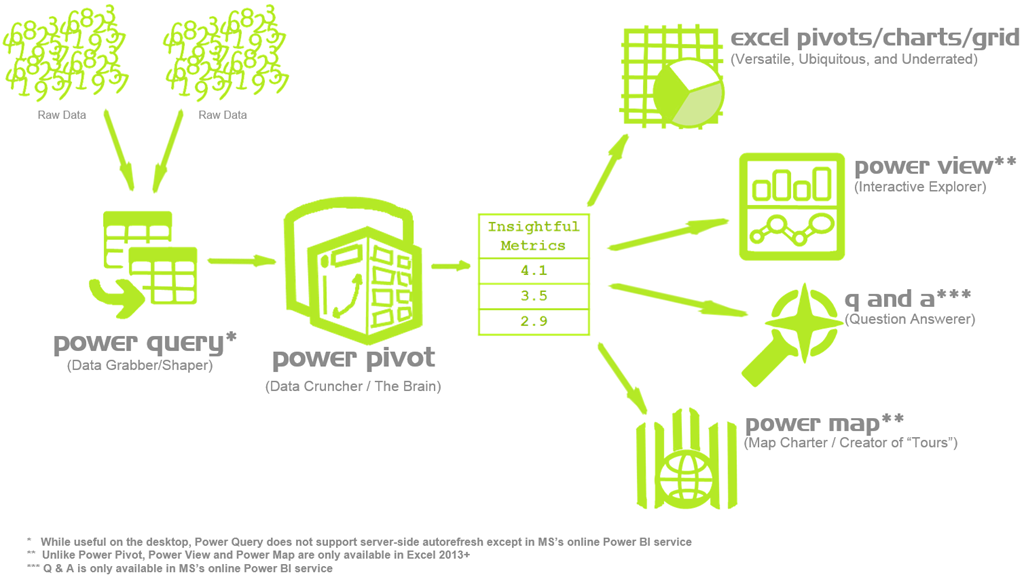 Raw Data
Raw Data
power query*
(Data Grabber/Shaper)
power pivot
(Data Cruncher / The Brain)
Insightful
Metrics
4.1
3.5
2.9
excel pivots/charts/grid
(Versatile, Ubiquitous, and Underrated)
power view**
(Interactive Explorer)
q and a***
(Question Answerer)
power map**
(Map Charter / Creator of “Tours”)
* While useful on the desktop, Power Query does not support server-side autorefresh except in MS's online Power BI service
** Unlike Power Pivot, Power View and Power Map are only available in Excel 2013+
*** Q & A is only available in MS's online Power BI service